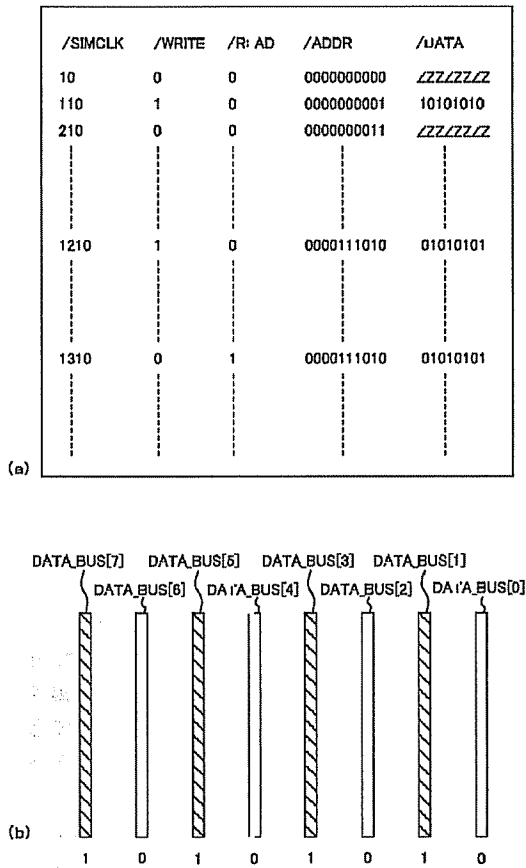 /SIMCLK /WRITE /R: AD /ADDR /DATA
10 0 0 0000000000 ZZZZZZZZ
110 1 0 0000000001 10101010
210 0 0 0000000011 ZZZZZZZZ
1210 1 0 0000111010 01010101
1310 0 1 0000111010 01010101
(a)
DATA_BUS[7] DATA_BUS[5] DATA_BUS[3] DATA_BUS[1]
DATA_BUS[6] DATA_BUS[4] DATA_BUS[2] DATA_BUS[0]
(b)
1 0 1 0 1 0 1 0